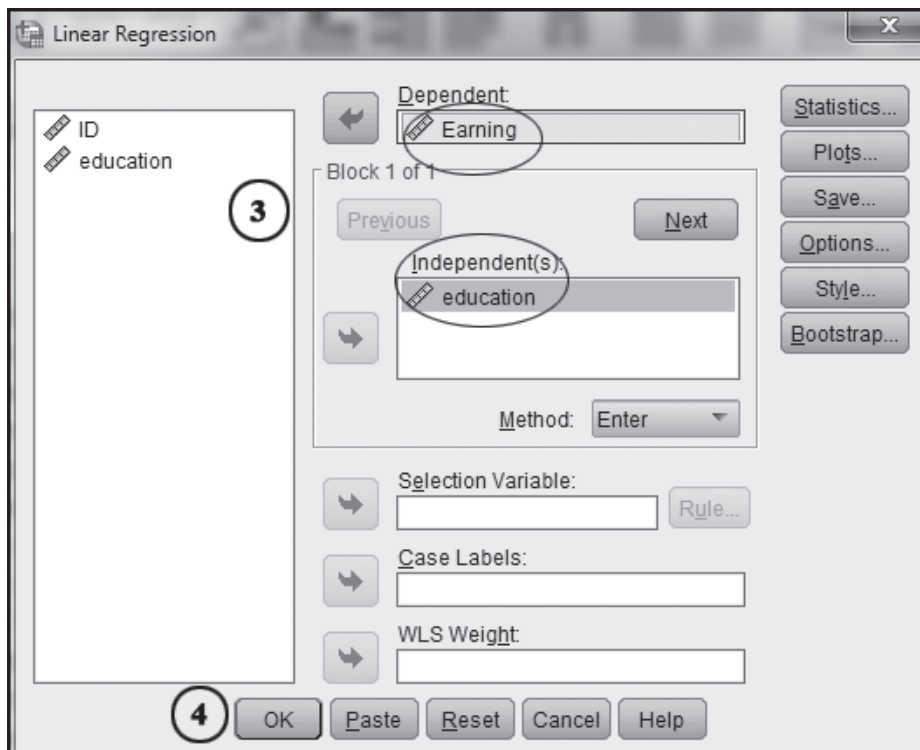 Linear Regression
x
ID
education
3
Dependent:
Earning
Block 1 of 1
Previous
Next
Independent(s):
education
Method:
Enter
Selection Variable:
Rule...
Case Labels:
WLS Weight:
Statistics...
Plots...
Save...
Options...
Style...
Bootstrap...
4
OK
Paste
Reset
Cancel
Help